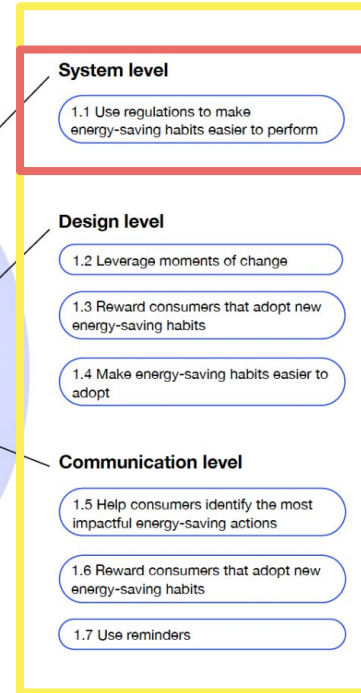 System level
1.1 Use regulations to make
energy-saving habits easier to perform
Design level
1.2 Leverage moments of change
1.3 Reward consumers that adopt new
energy-saving habits
1.4 Make energy-saving habits easier to
adopt
Communication level
1.5 Help consumers identify the most
impactful energy-saving actions
1.6 Reward consumers that adopt new
energy-saving habits
1.7 Use reminders